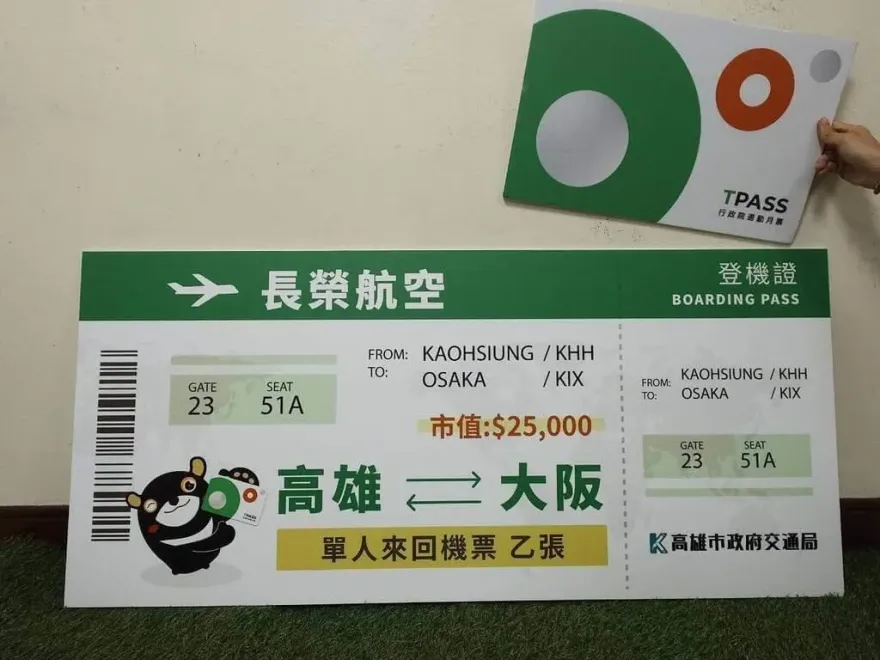 TPASS
行政院通勤月票
長榮航空
登機證
BOARDING PASS
FROM: KAOHSIUNG / KHH
TO: OSAKA / KIX
GATE SEAT
23 51A
市值:$25,000
高雄 大阪
單人來回機票 乙張
FROM: KAOHSIUNG / KHH
TO: OSAKA / KIX
GATE SEAT
23 51A
高雄市政府交通局